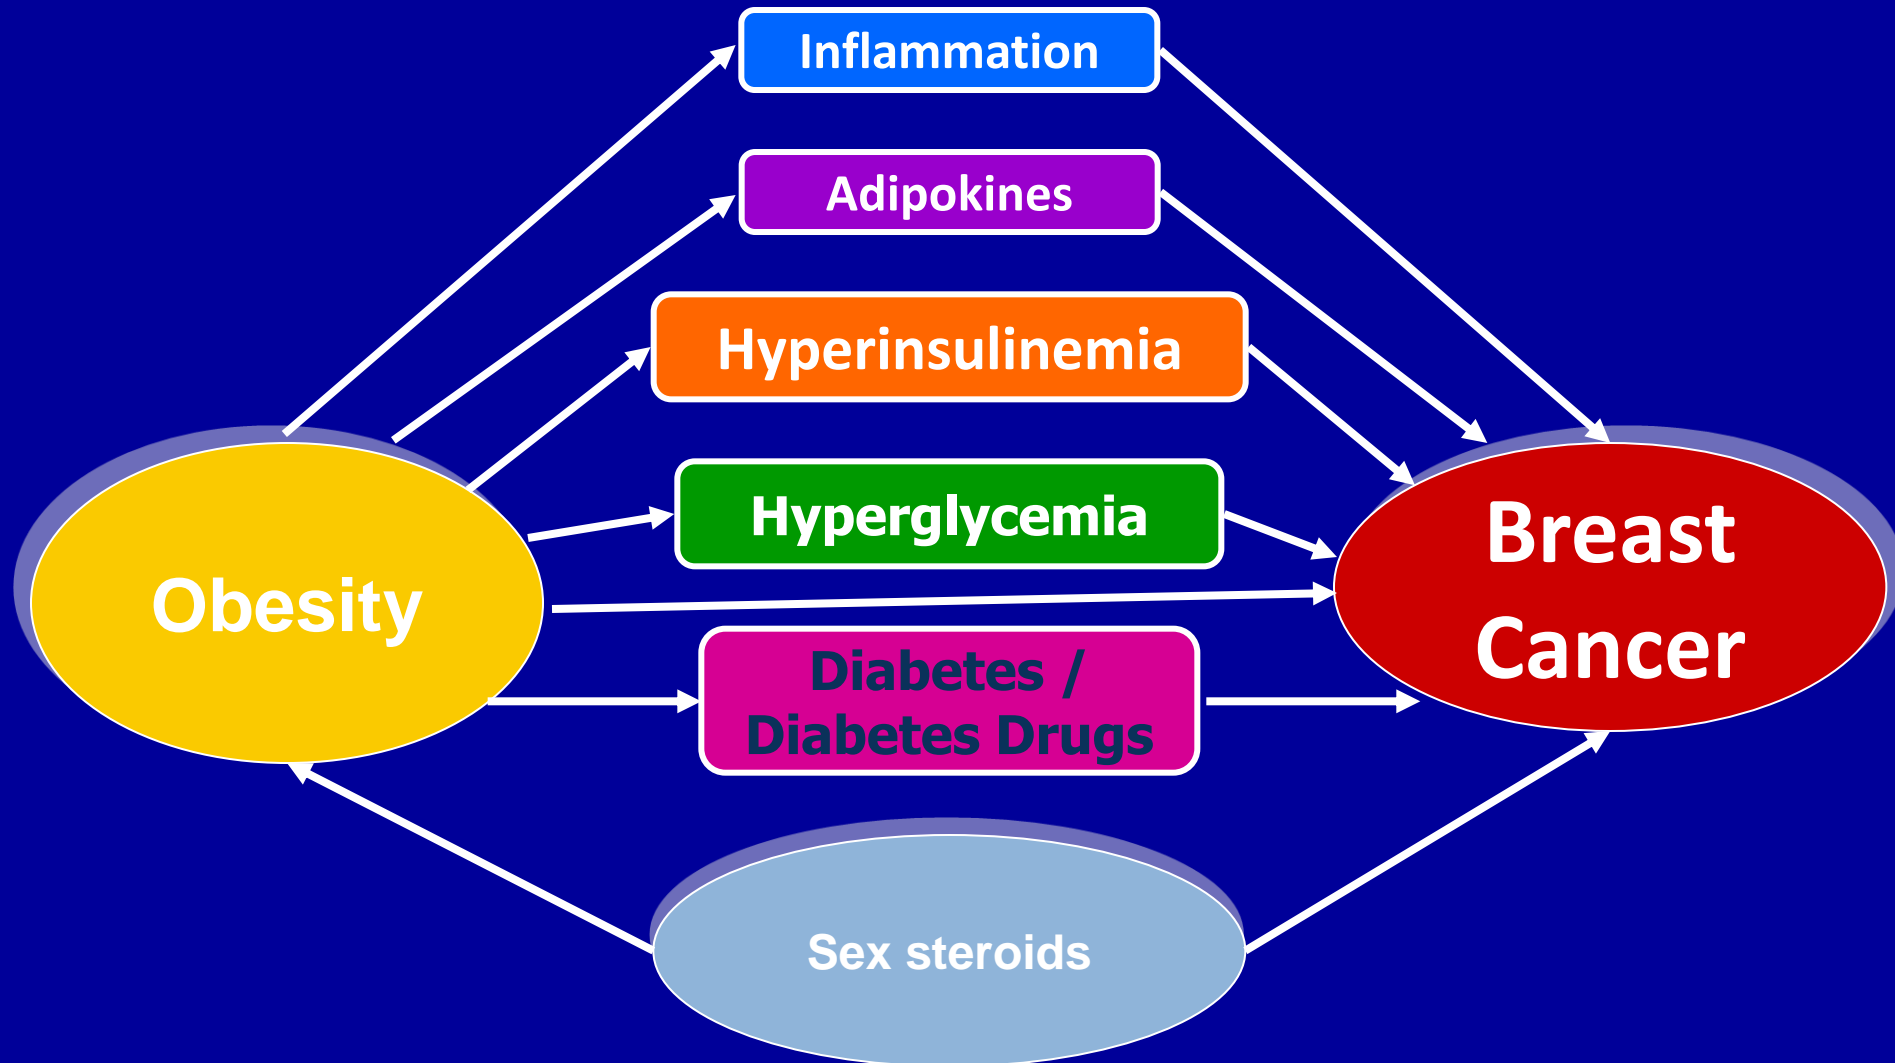 Inflammation
Adipokines
Hyperinsulinemia
Hyperglycemia
Obesity
Breast
Cancer
Diabetes /
Diabetes Drugs
Sex steroids